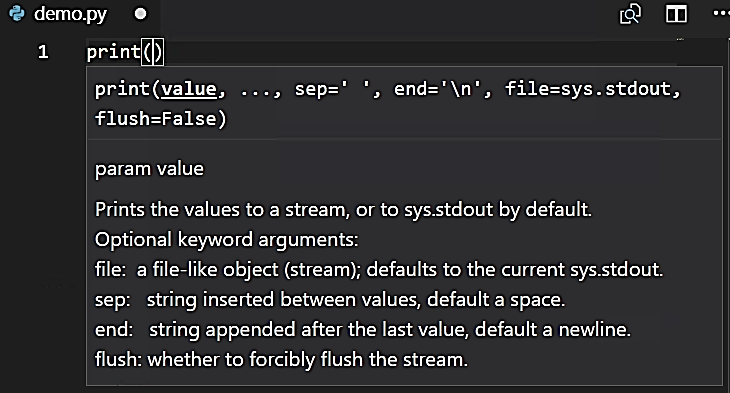 demo.py
1 print()
print(value, ..., sep=' ', end='\n', file=sys.stdout,
flush=False)
param value
Prints the values to a stream, or to sys.stdout by default.
Optional keyword arguments:
file: a file-like object (stream); defaults to the current sys.stdout.
sep: string inserted between values, default a space.
end: string appended after the last value, default a newline.
flush: whether to forcibly flush the stream.